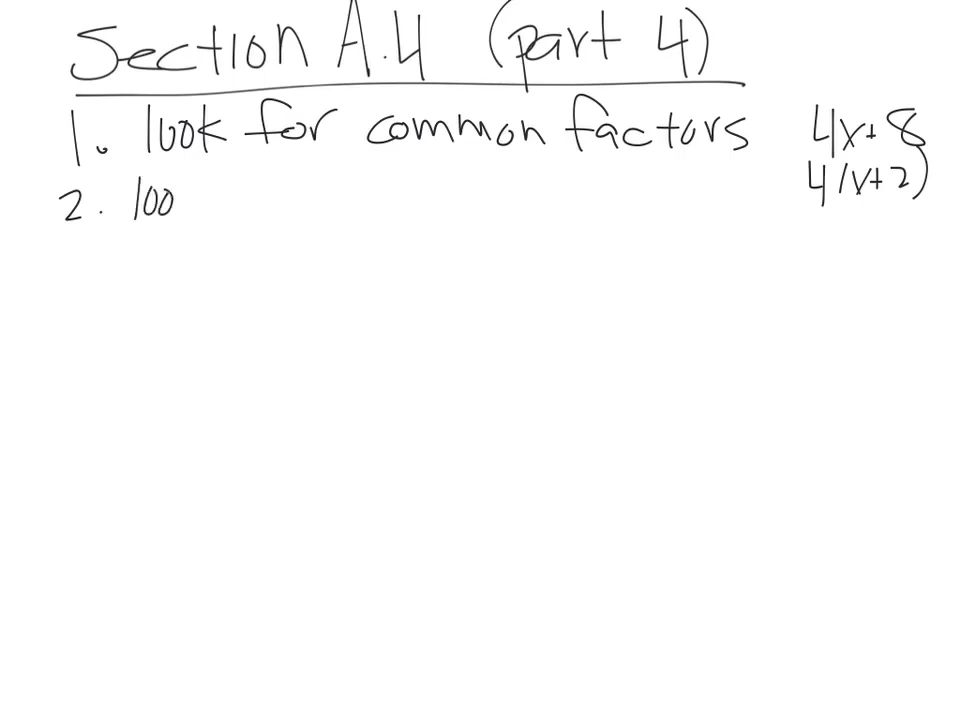 Section A.4 (part 4)
1. look for common factors 4x+8
4(x+2)
2. loo